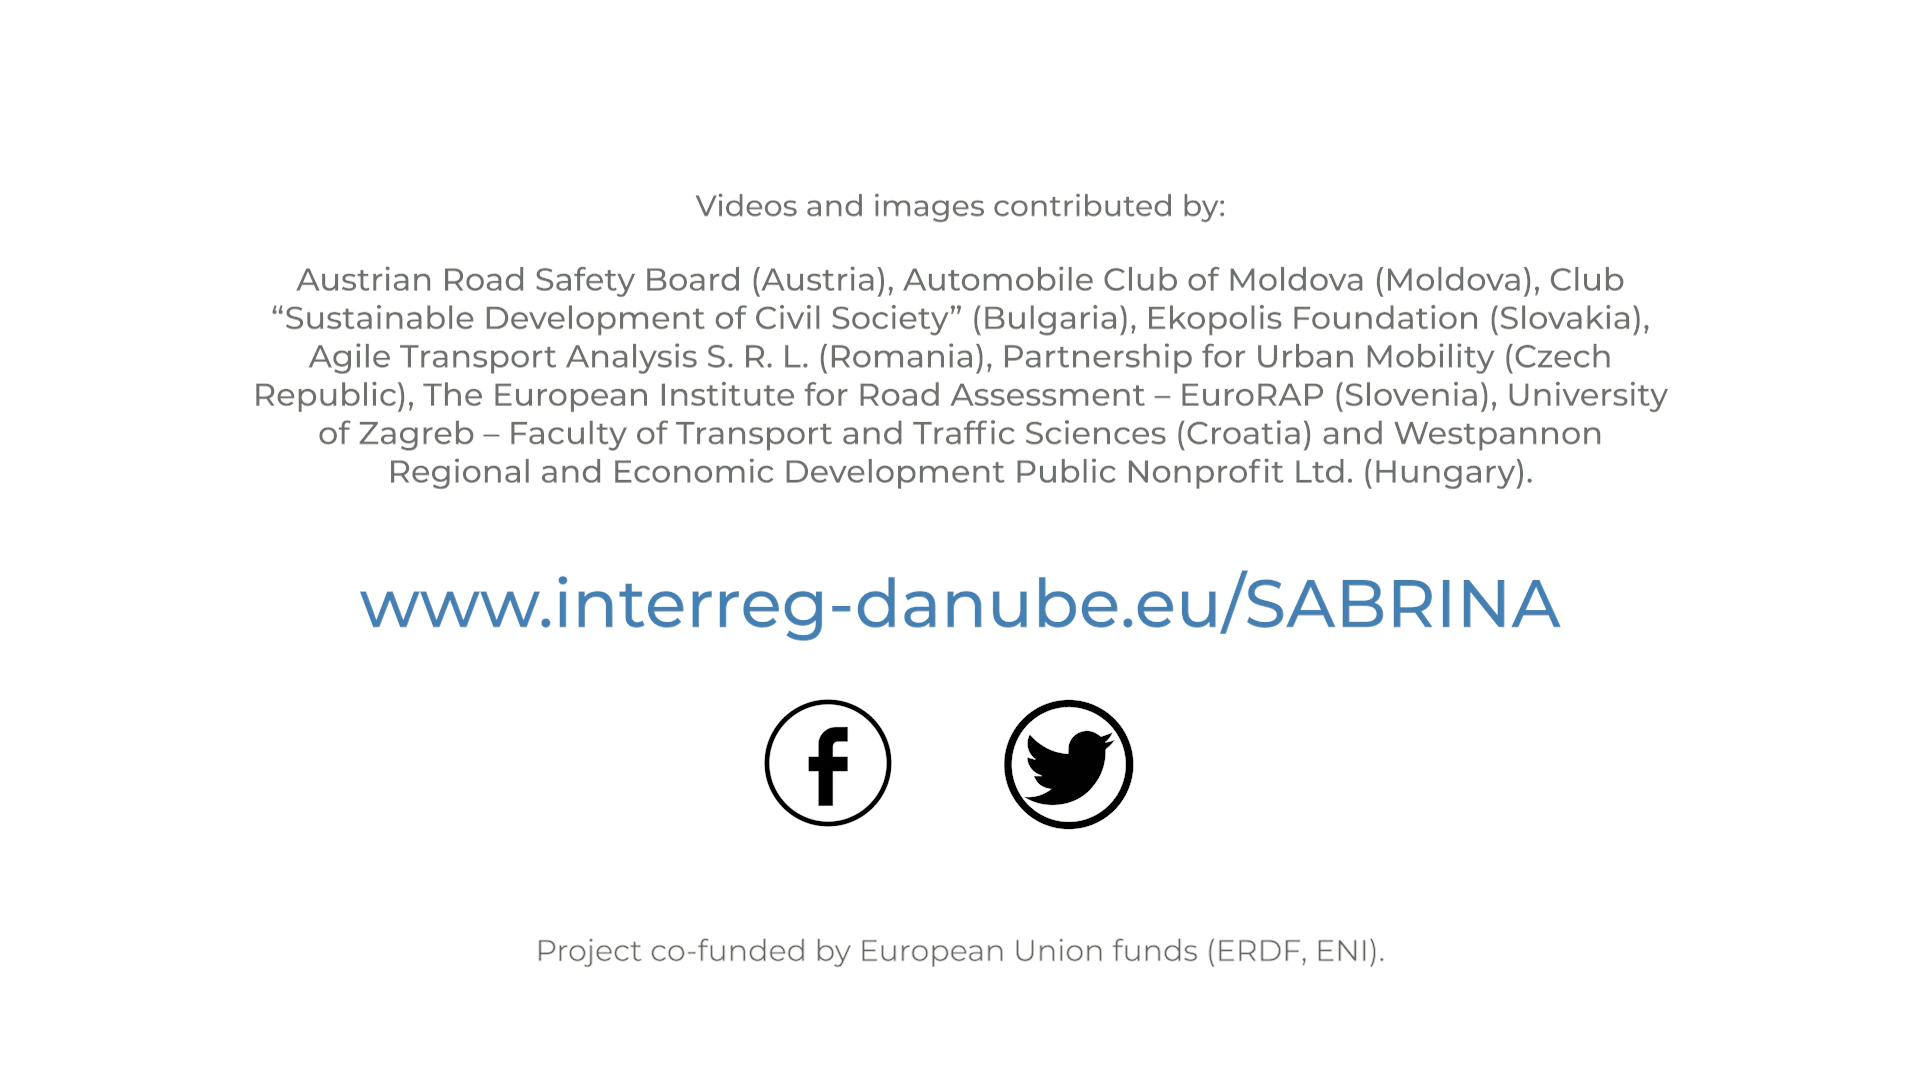 Videos and images contributed by:
Austrian Road Safety Board (Austria), Automobile Club of Moldova (Moldova), Club
“Sustainable Development of Civil Society” (Bulgaria), Ekopolis Foundation (Slovakia),
Agile Transport Analysis S. R. L. (Romania), Partnership for Urban Mobility (Czech
Republic), The European Institute for Road Assessment – EuroRAP (Slovenia), University
of Zagreb – Faculty of Transport and Traffic Sciences (Croatia) and Westpannon
Regional and Economic Development Public Nonprofit Ltd. (Hungary).
www.interreg-danube.eu/SABRINA
Project co-funded by European Union funds (ERDF, ENI).